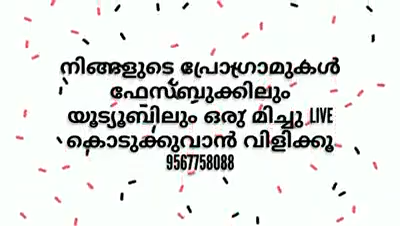 നിങ്ങളുടെ പ്രോഗ്രാമുകൾ
ഫേസ്ബുക്കിലും
യൂട്യൂബിലും ഒരു മിച്ചു LIVE
കൊടുക്കുവാൻ വിളിക്കൂ
9567758088